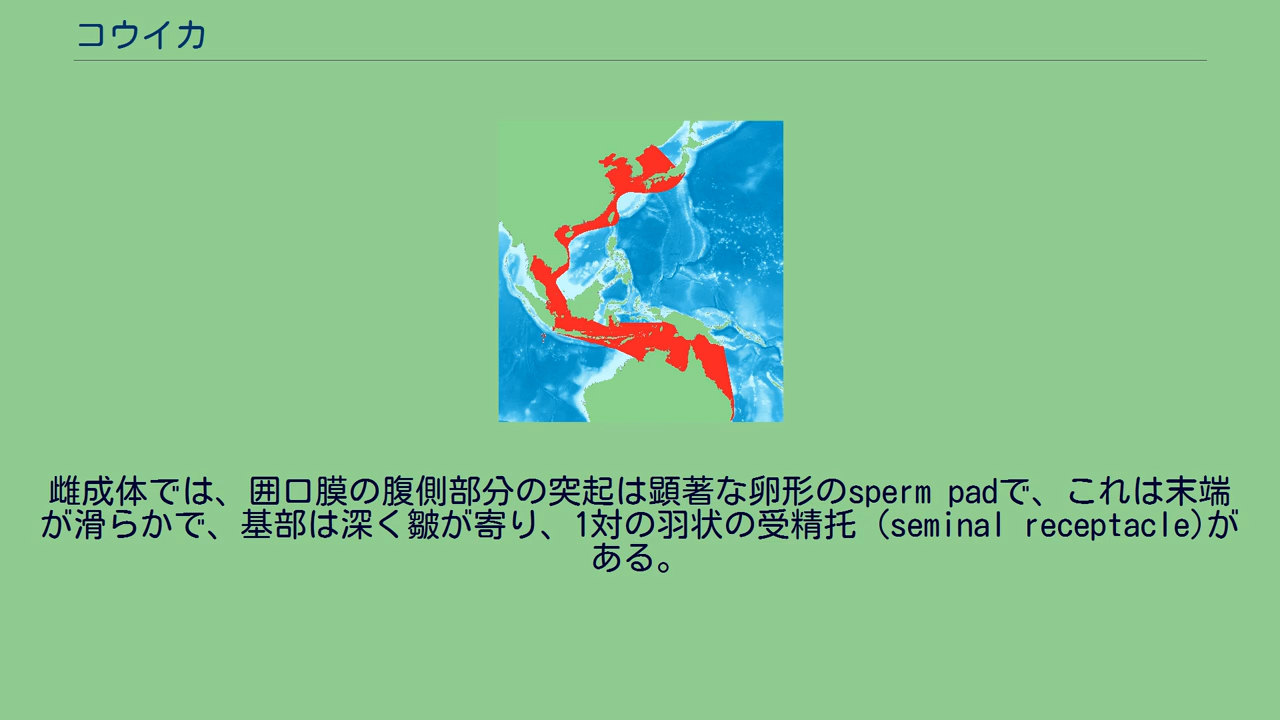 コウイカ
雌成体では、囲口膜の腹側部分の突起は顕著な卵形のsperm padで、これは末端
が滑らかで、基部は深く皺が寄り、1対の羽状の受精托 (seminal receptacle)が
ある。